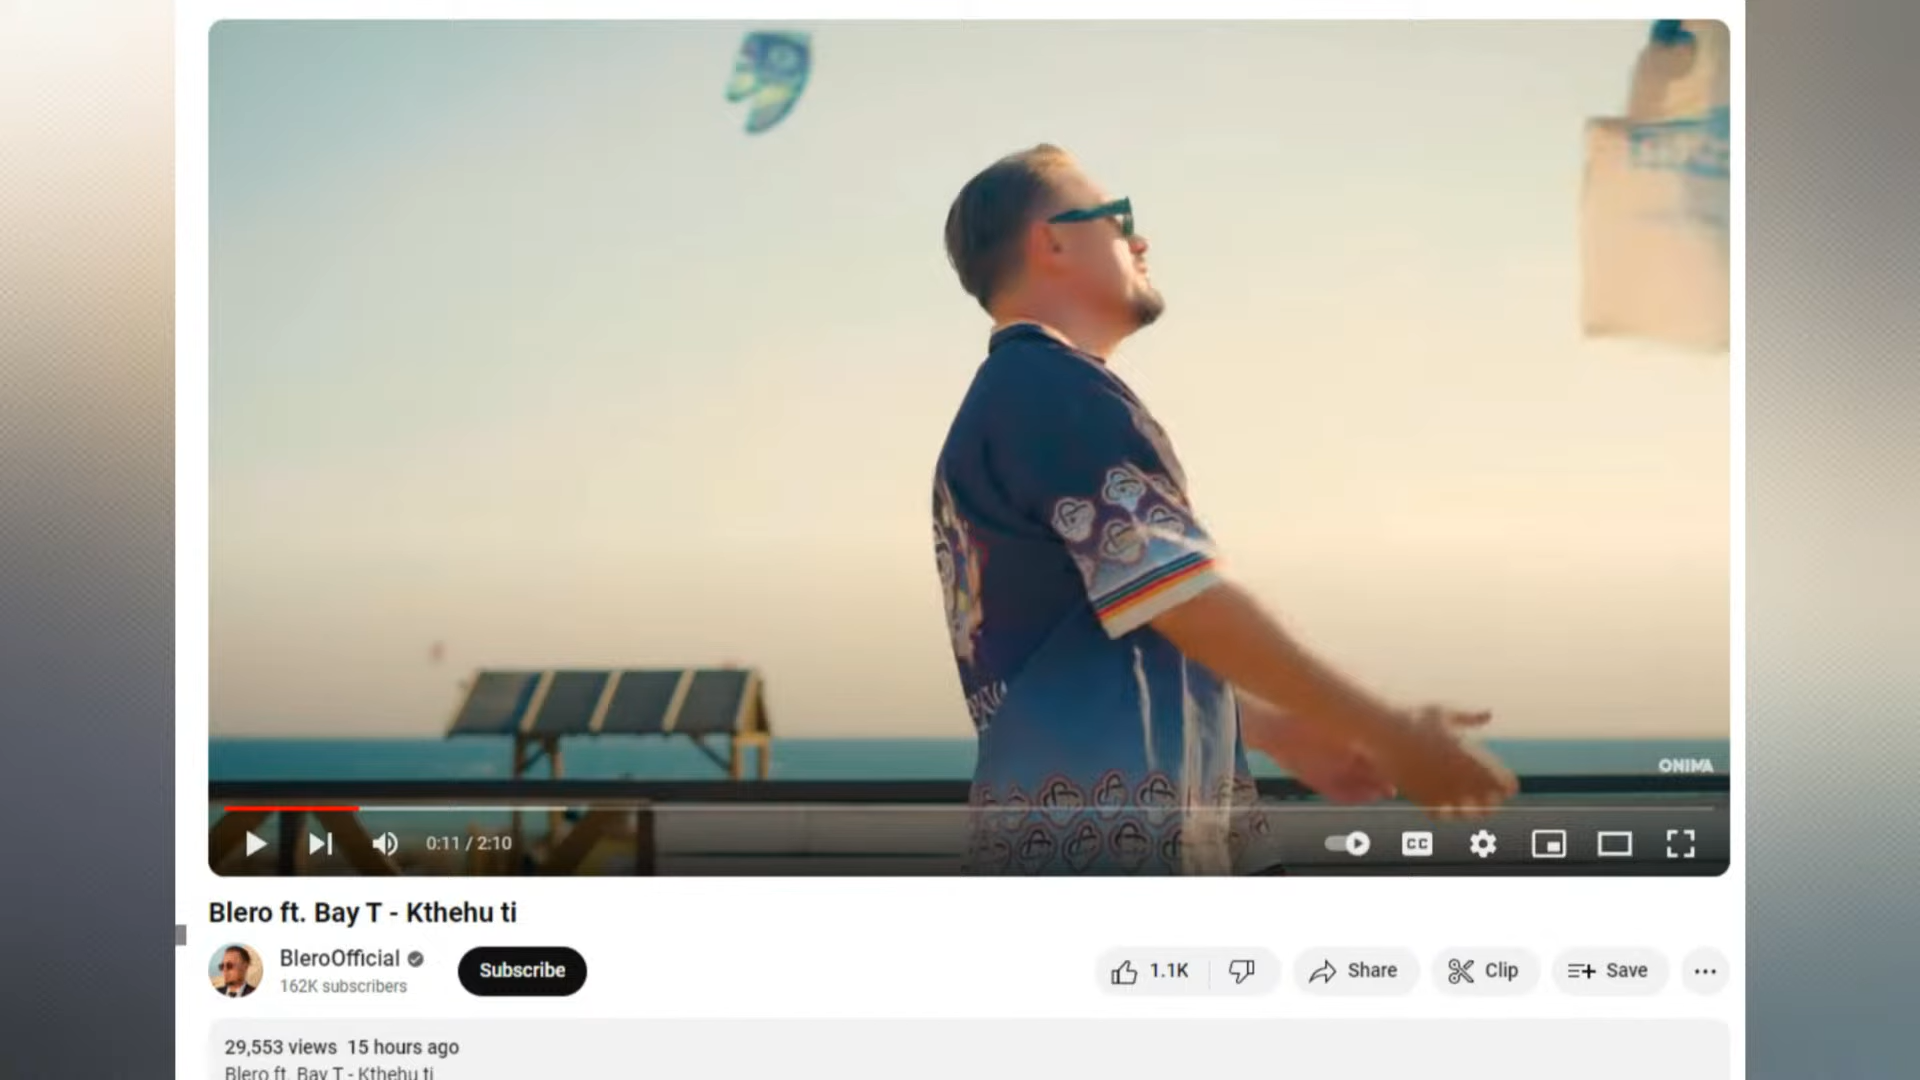 ONIMA
0:11 / 2:10
CC
Blero ft. Bay T - Kthehu ti
BleroOfficial
162K subscribers
Subscribe
1.1K
Share
Clip
Save
29,553 views 15 hours ago
Blero ft. Bay T - Kthehu ti